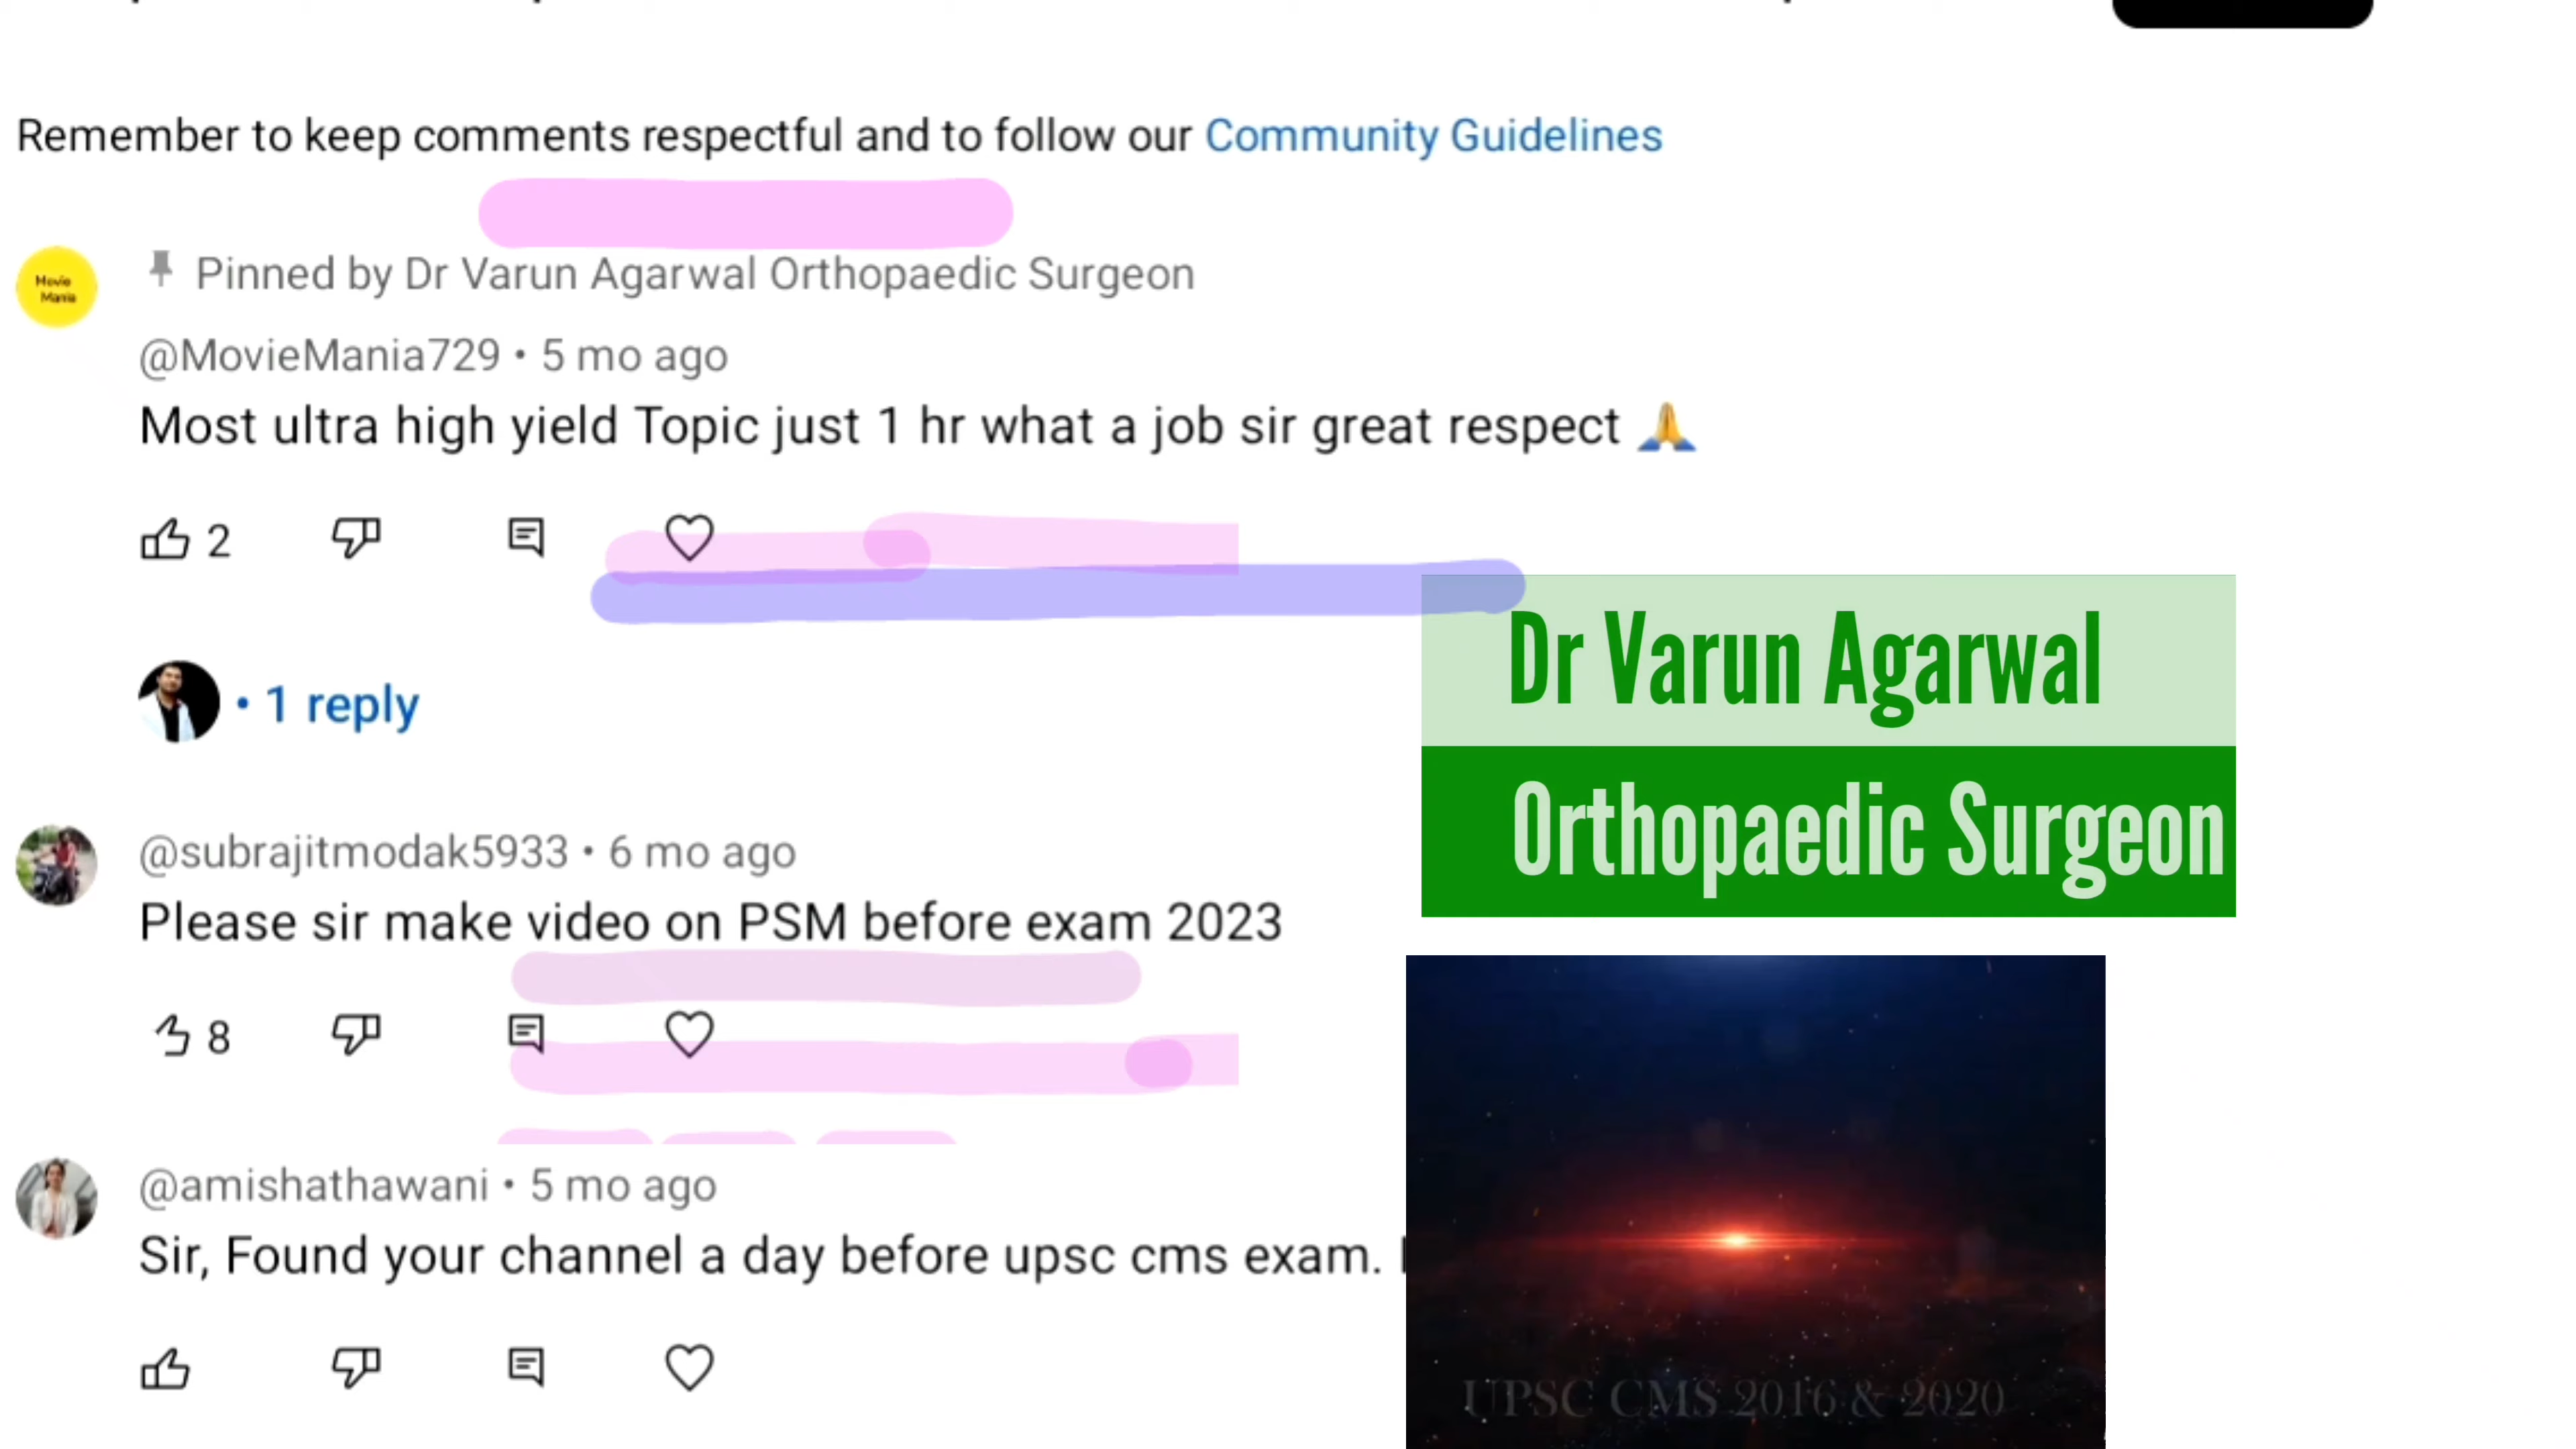 Remember to keep comments respectful and to follow our Community Guidelines
Movie
Mania
Pinned by Dr Varun Agarwal Orthopaedic Surgeon
@MovieMania729 • 5 mo ago
Most ultra high yield Topic just 1 hr what a job sir great respect 🙏
2
• 1 reply
@subrajitmodak5933 • 6 mo ago
Please sir make video on PSM before exam 2023
8
@amishathawani • 5 mo ago
Sir, Found your channel a day before upsc cms exam.
Dr Varun Agarwal
Orthopaedic Surgeon
UPSC CMS 2016 & 2020